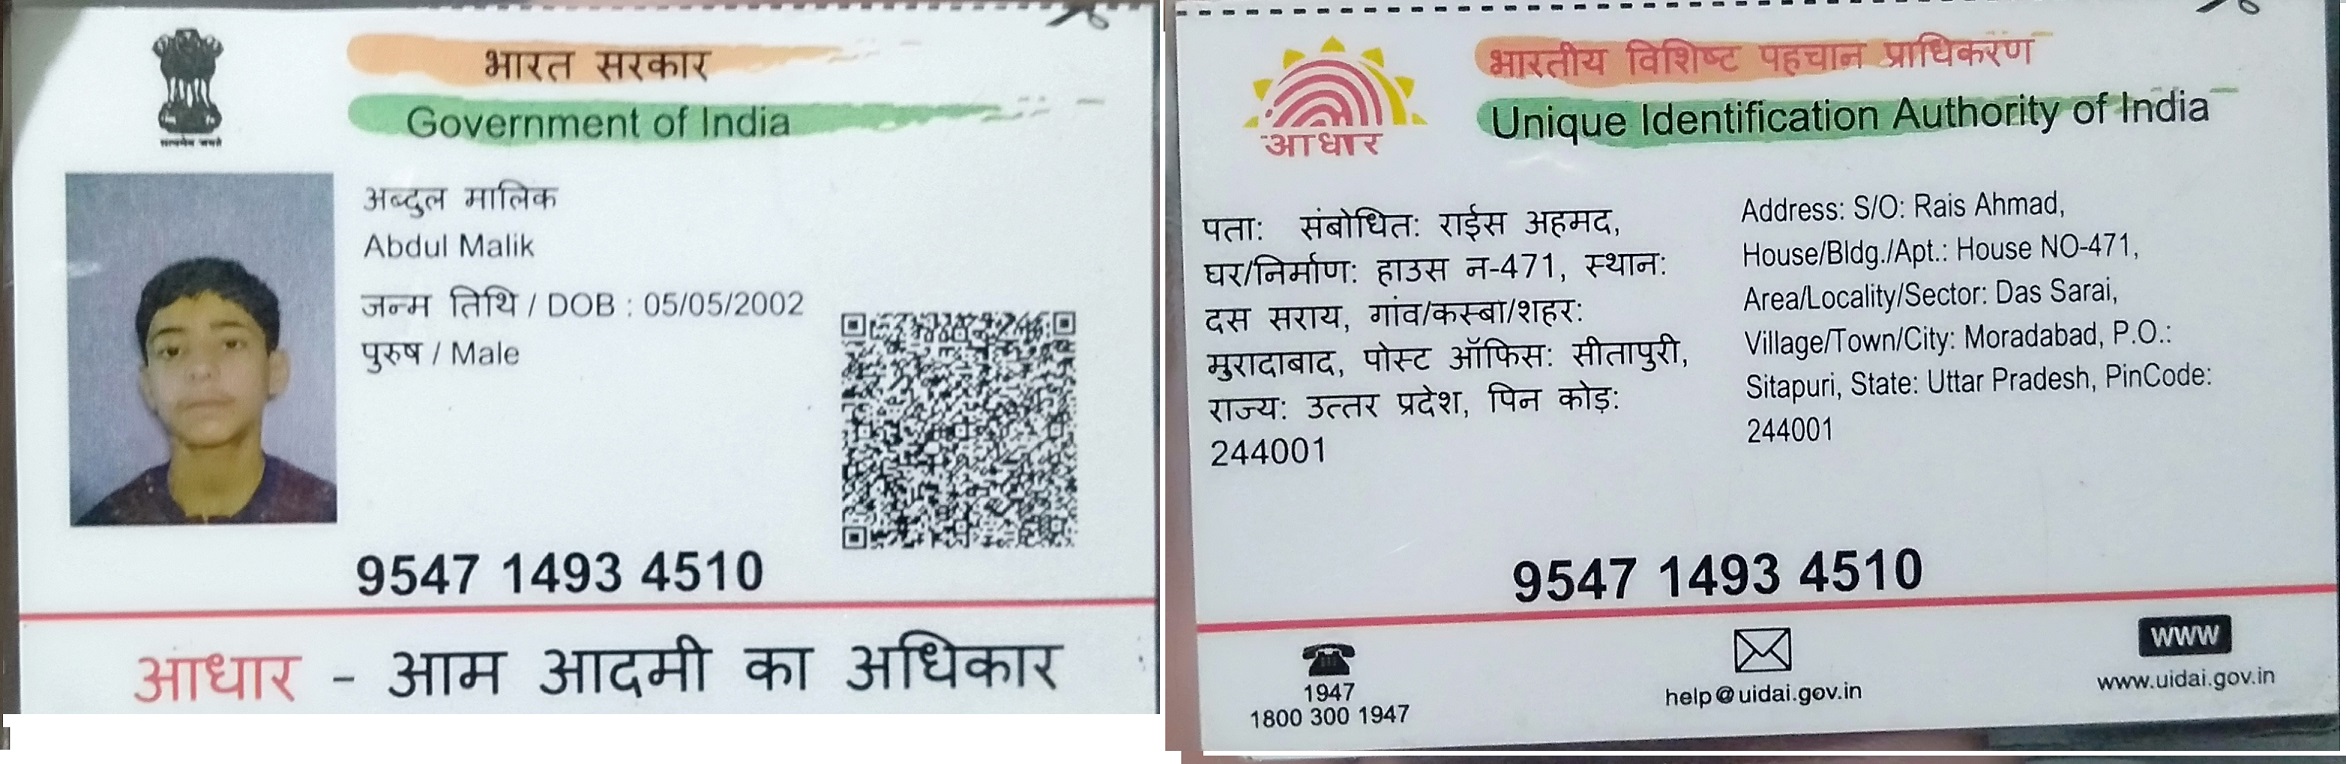 भारत सरकार
Government of India
अब्दुल मालिक
Abdul Malik
जन्म तिथि / DOB : 05/05/2002
पुरुष / Male
9547 1493 4510
आधार - आम आदमी का अधिकार
भारतीय विशिष्ट पहचान प्राधिकरण
Unique Identification Authority of India
आधार
पता: संबोधित: राईस अहमद,
घर/निर्माण: हाउस न-471, स्थान:
दस सराय, गांव/कस्बा/शहर:
मुरादाबाद, पोस्ट ऑफिस: सीतापुरी,
राज्य: उत्तर प्रदेश, पिन कोड़:
244001
Address: S/O: Rais Ahmad,
House/Bldg./Apt.: House NO-471,
Area/Locality/Sector: Das Sarai,
Village/Town/City: Moradabad, P.O.:
Sitapuri, State: Uttar Pradesh, PinCode:
244001
9547 1493 4510
1947
1800 300 1947
help@uidai.gov.in
WWW
www.uidai.gov.in